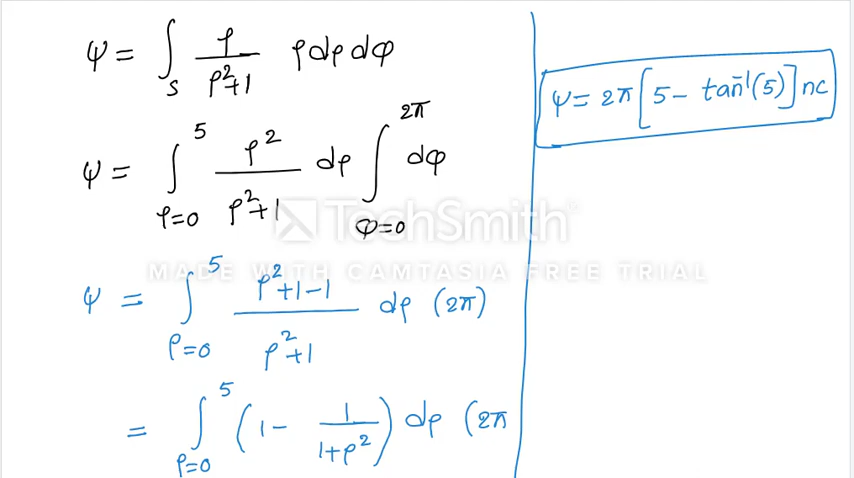 ψ = ∫_S ρ/(ρ²+1) ρ dρ dφ
ψ = ∫_{ρ=0}^{5} ρ²/(ρ²+1) dρ ∫_{φ=0}^{2π} dφ
TechSmith
MADE WITH CAMTASIA FREE TRIAL
ψ = ∫_{ρ=0}^{5} (ρ²+1-1)/(ρ²+1) dρ (2π)
= ∫_{ρ=0}^{5} (1 - 1/(1+ρ²)) dρ (2π
ψ = 2π[5 - tan⁻¹(5)] nc